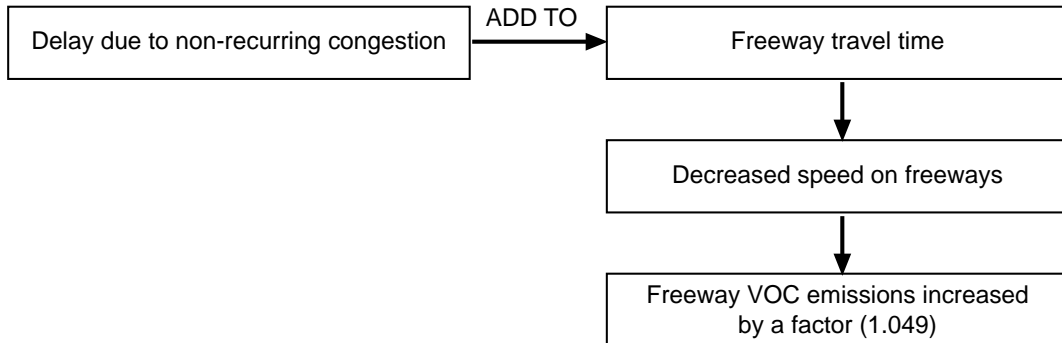 ADD TO
Delay due to non-recurring congestion
Freeway travel time
Decreased speed on freeways
Freeway VOC emissions increased
by a factor (1.049)